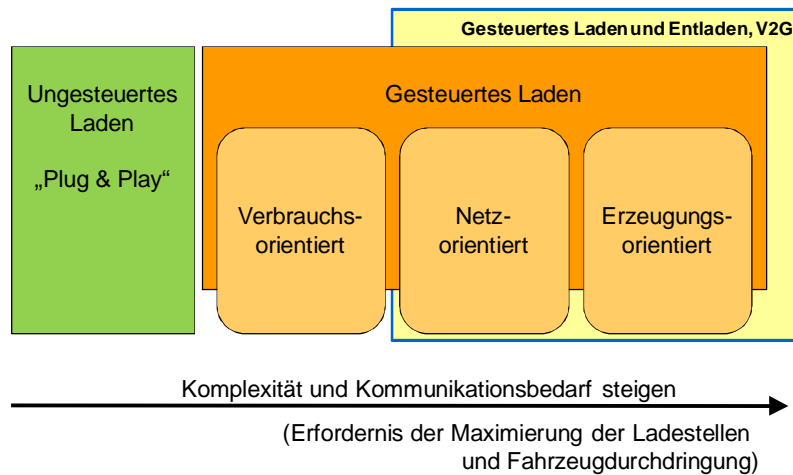 Gesteuertes Laden und Entladen, V2G
Ungesteuertes
Laden
„Plug & Play“
Gesteuertes Laden
Verbrauchs-
orientiert
Netz-
orientiert
Erzeugungs-
orientiert
Komplexität und Kommunikationsbedarf steigen
(Erfordernis der Maximierung der Ladestellen
und Fahrzeugdurchdringung)